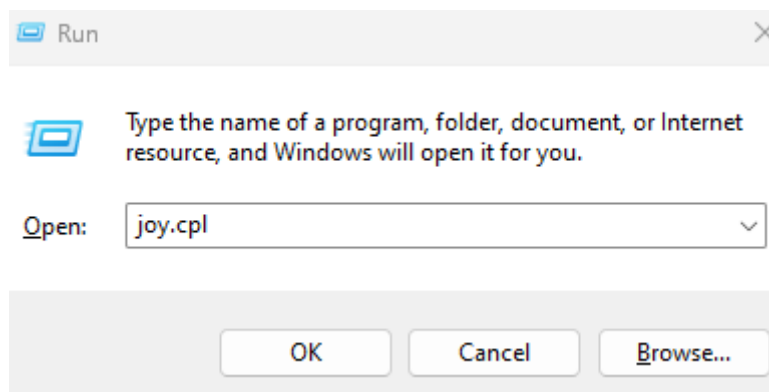 Run
Type the name of a program, folder, document, or Internet
resource, and Windows will open it for you.
Open: joy.cpl
OK Cancel Browse...